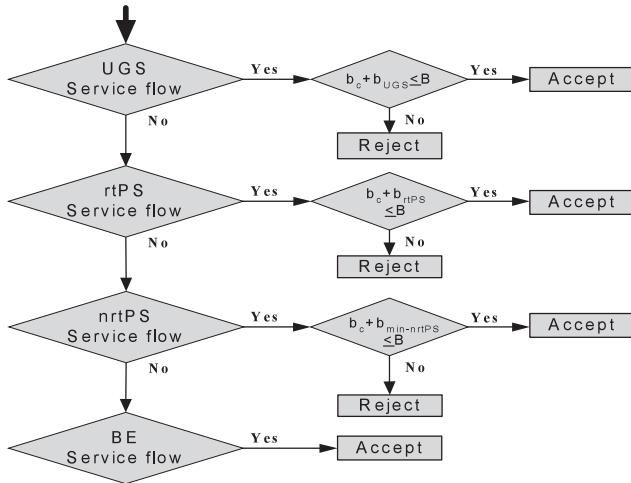 UGS
Service flow
Yes
b_c+b_UGS≤B
Yes
Accept
No
No
Reject
rtPS
Service flow
Yes
b_c+b_rtPS
≤B
Yes
Accept
No
No
Reject
nrtPS
Service flow
Yes
b_c+b_min-nrtPS
≤B
Yes
Accept
No
No
Reject
BE
Service flow
Yes
Accept